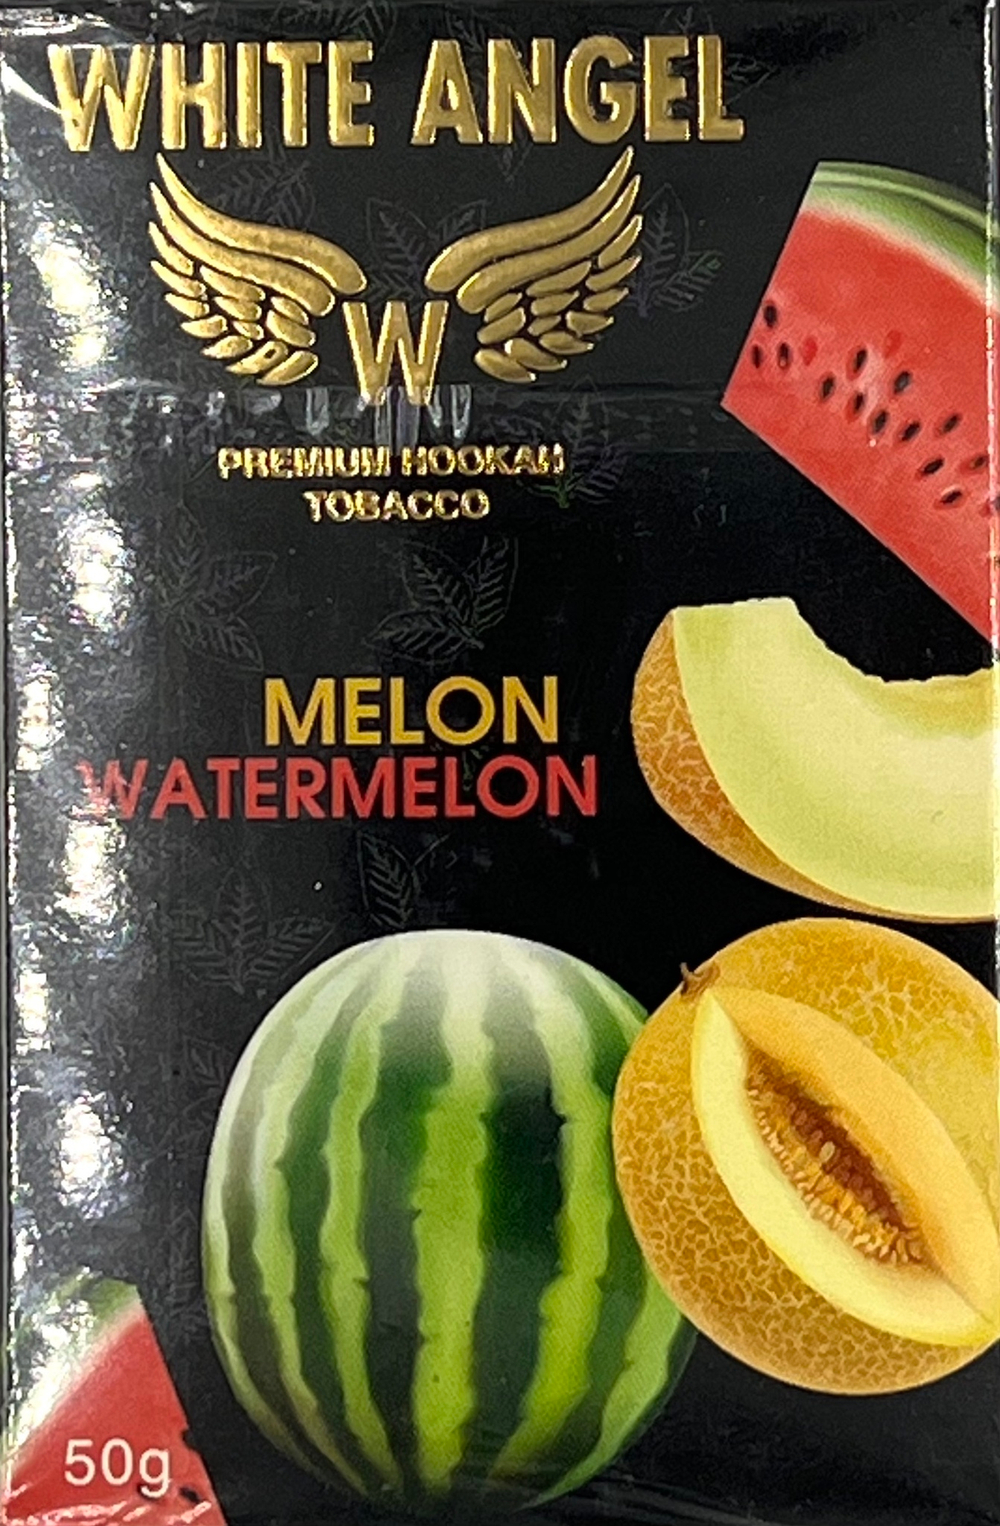 WHITE ANGEL
W
PREMIUM HOOKAH
TOBACCO
MELON
WATERMELON
50g